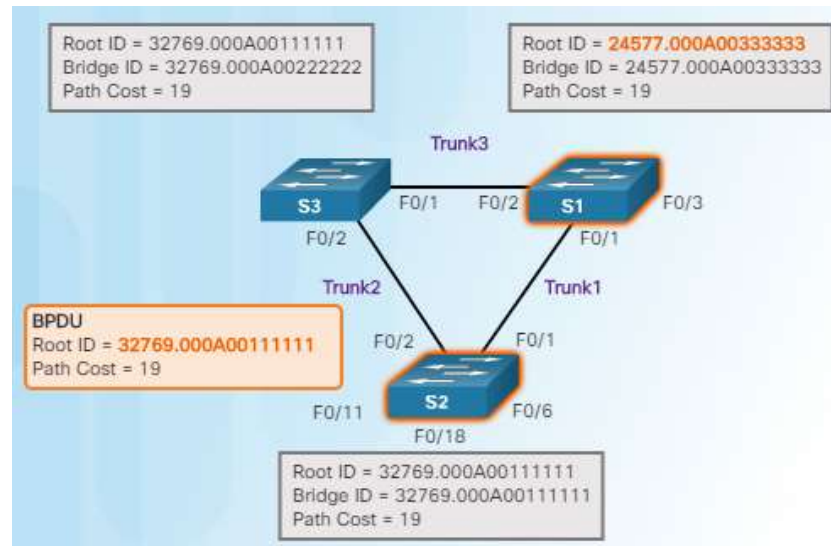 Root ID = 32769.000A00111111
Bridge ID = 32769.000A00222222
Path Cost = 19
Root ID = 24577.000A00333333
Bridge ID = 24577.000A00333333
Path Cost = 19
Trunk3
S3
F0/1
F0/2
S1
F0/3
F0/2
F0/1
Trunk2
Trunk1
BPDU
Root ID = 32769.000A00111111
Path Cost = 19
F0/2
F0/1
S2
F0/11
F0/6
F0/18
Root ID = 32769.000A00111111
Bridge ID = 32769.000A00111111
Path Cost = 19